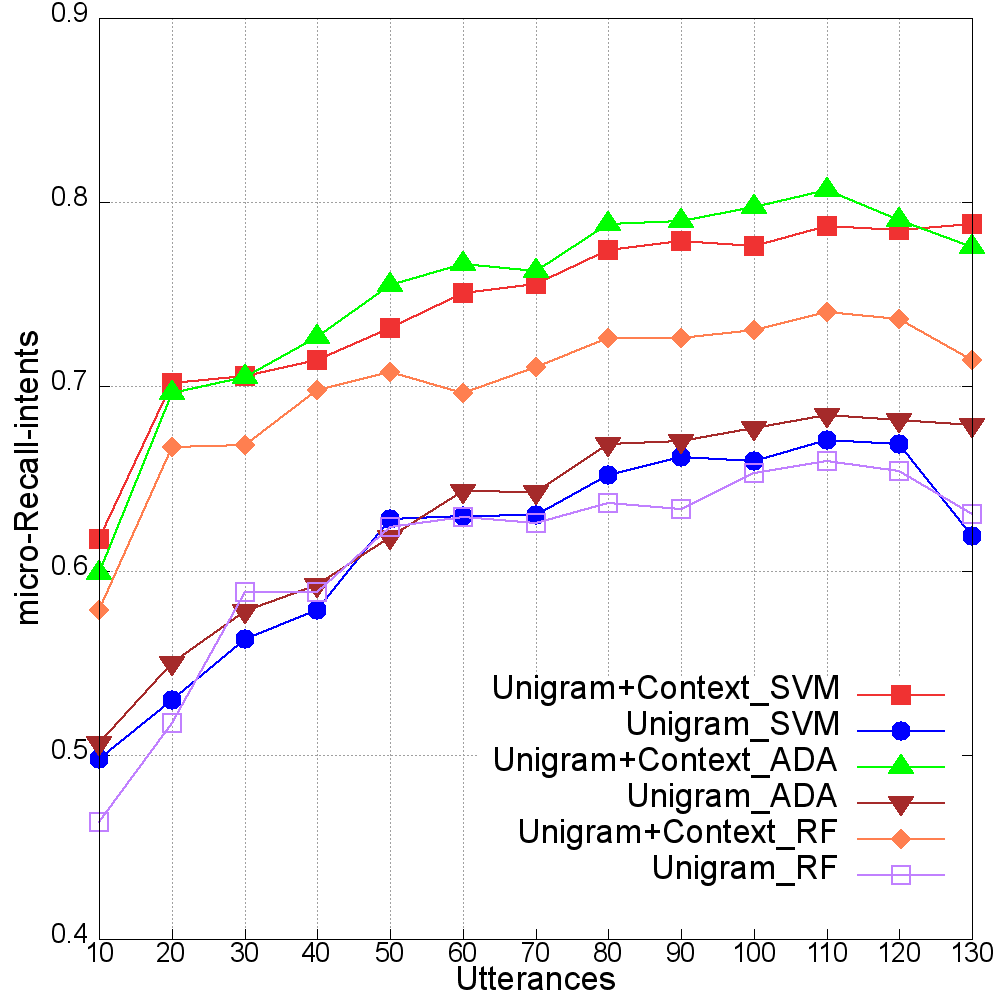 0.9
0.8
0.7
0.6
0.5
0.4
micro-Recall-intents
Unigram+Context_SVM
Unigram_SVM
Unigram+Context_ADA
Unigram_ADA
Unigram+Context_RF
Unigram_RF
10 20 30 40 50 60 70 80 90 100 110 120 130
Utterances